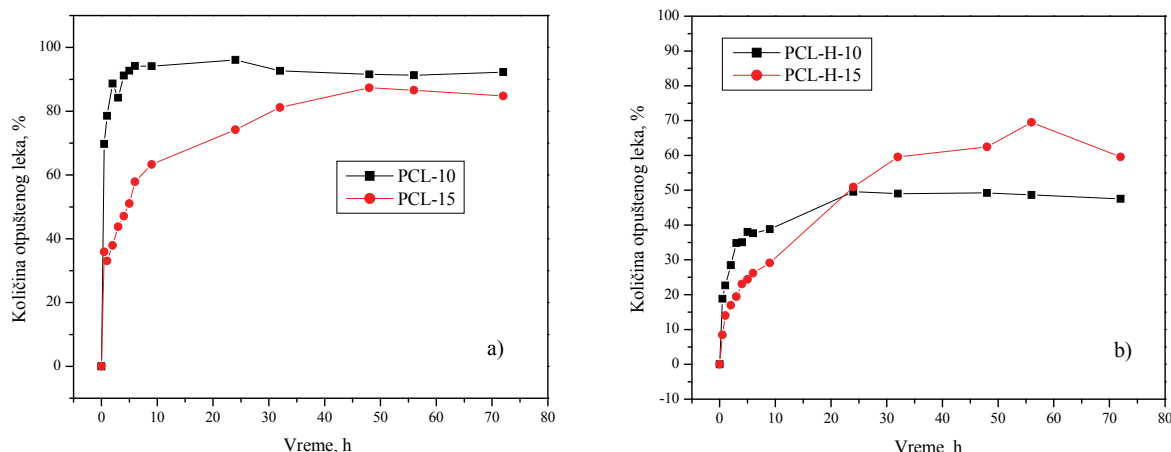 100
80
60
40
20
0
Količina otpuštenog leka, %
PCL-10
PCL-15
a)
0 10 20 30 40 50 60 70 80
Vreme, h
100
90
80
70
60
50
40
30
20
10
0
-10
Količina otpuštenog leka, %
PCL-H-10
PCL-H-15
b)
0 10 20 30 40 50 60 70 80
Vreme, h